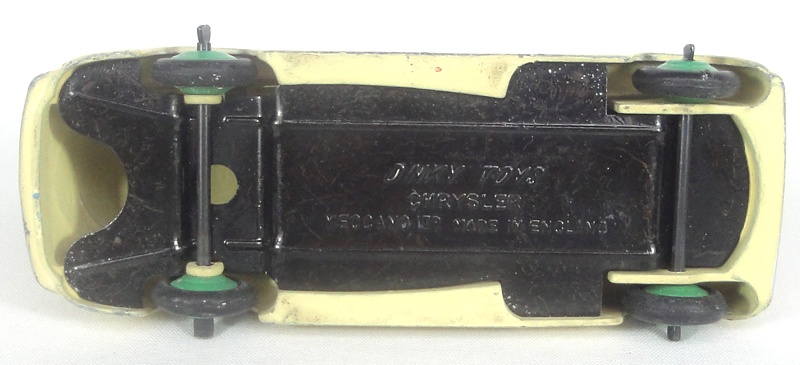 DINKY TOYS
CHRYSLER
MECCANO LTD MADE IN ENGLAND